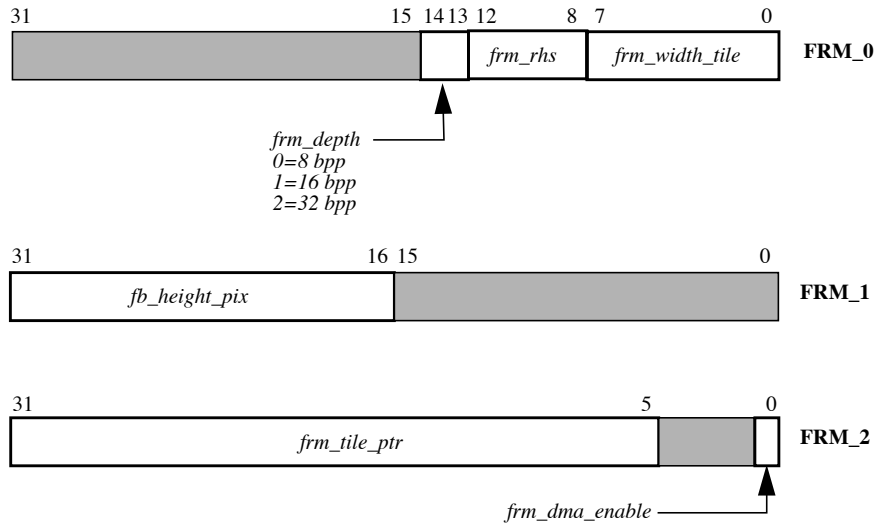 31 15 14 13 12 8 7 0
frm_rhs frm_width_tile FRM_0
frm_depth
0=8 bpp
1=16 bpp
2=32 bpp
31 16 15 0
fb_height_pix FRM_1
31 5 0
frm_tile_ptr FRM_2
frm_dma_enable